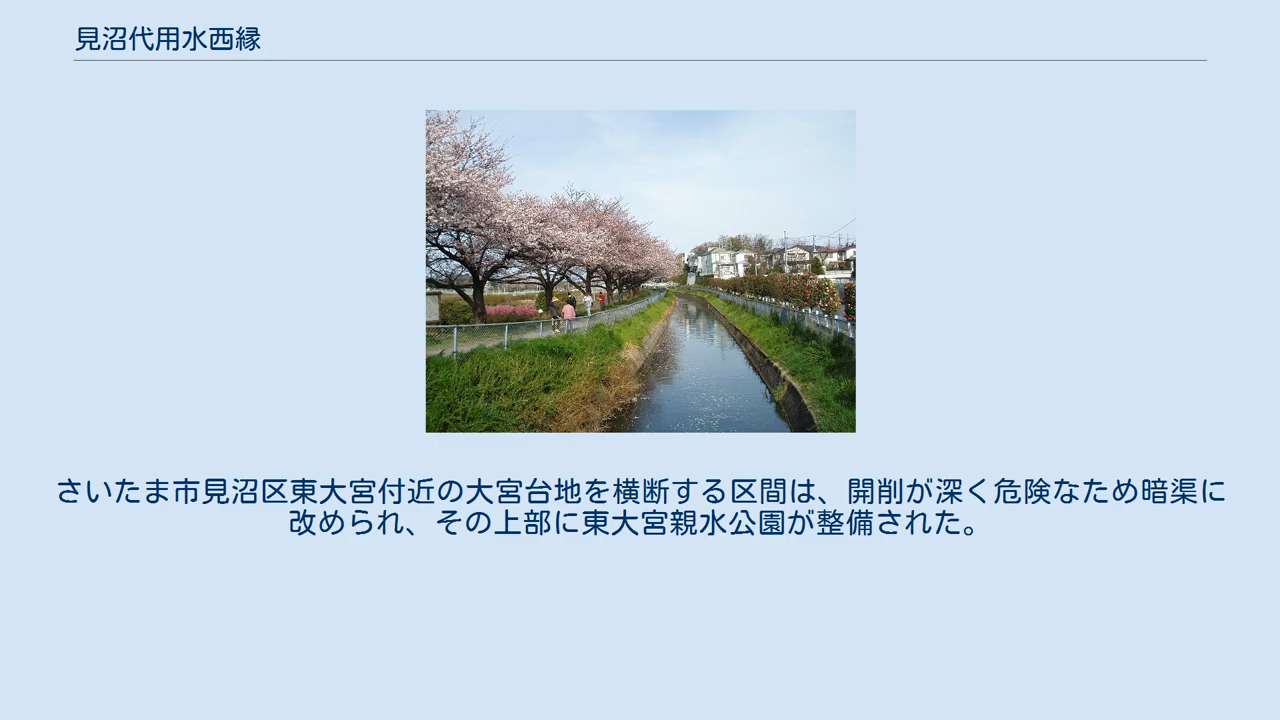 見沼代用水西縁
さいたま市見沼区東大宮付近の大宮台地を横断する区間は、開削が深く危険なため暗渠に
改められ、その上部に東大宮親水公園が整備された。